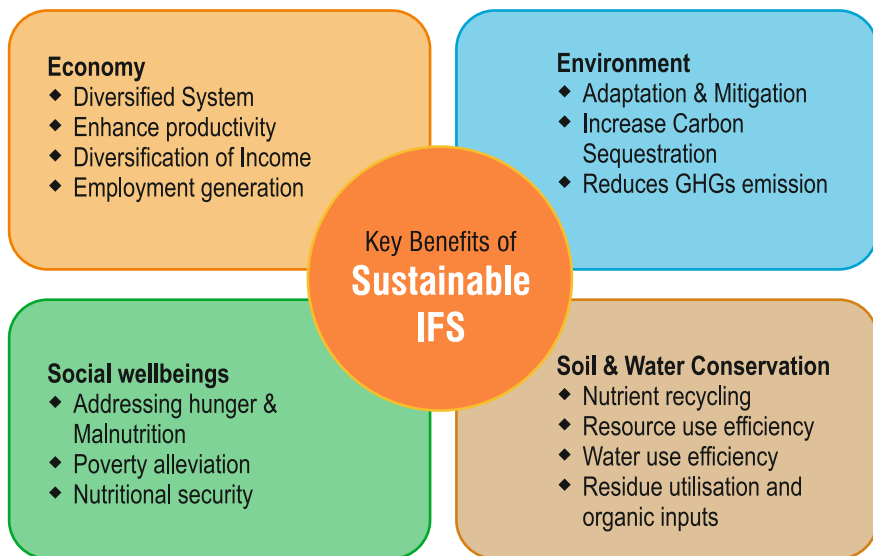 Economy
◆ Diversified System
◆ Enhance productivity
◆ Diversification of Income
◆ Employment generation
Environment
◆ Adaptation & Mitigation
◆ Increase Carbon
Sequestration
◆ Reduces GHGs emission
Key Benefits of
Sustainable
IFS
Social wellbeings
◆ Addressing hunger &
Malnutrition
◆ Poverty alleviation
◆ Nutritional security
Soil & Water Conservation
◆ Nutrient recycling
◆ Resource use efficiency
◆ Water use efficiency
◆ Residue utilisation and
organic inputs